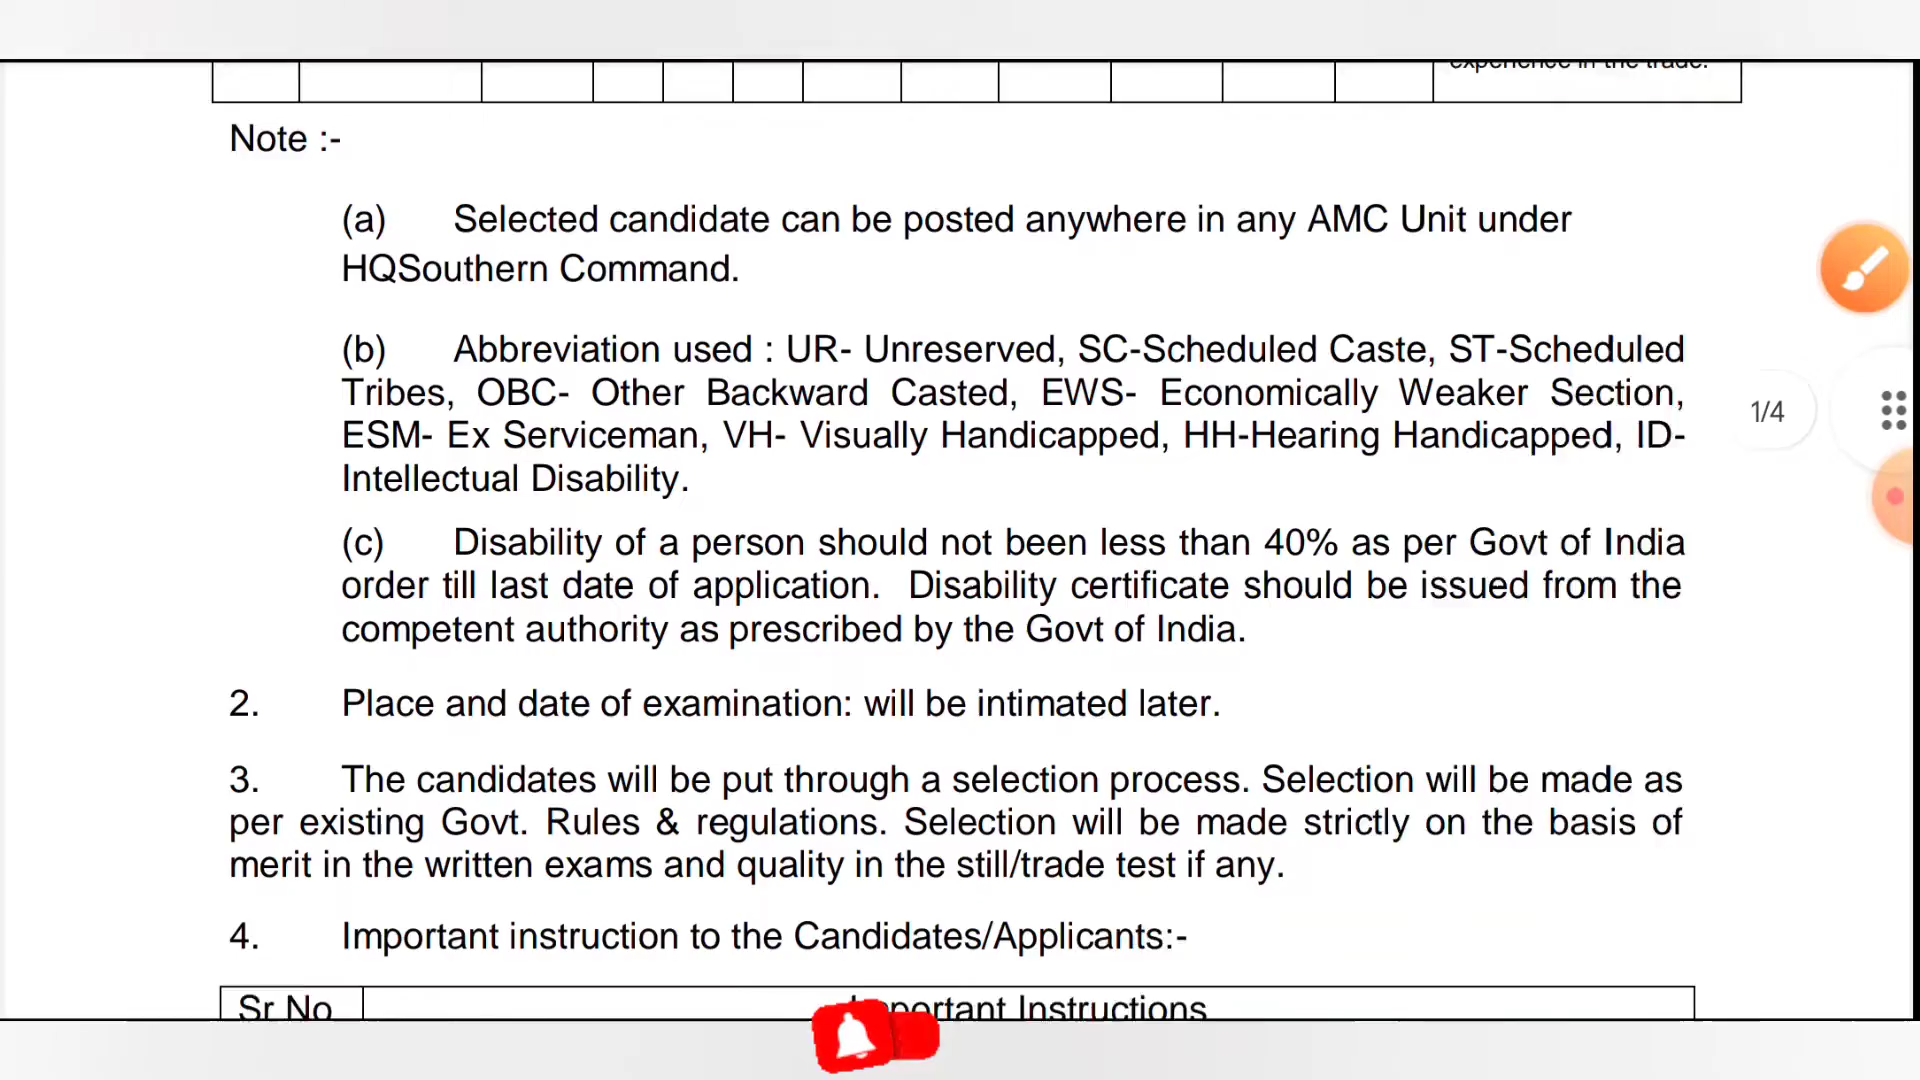 experience in the trade.
Note :-
(a) Selected candidate can be posted anywhere in any AMC Unit under
HQSouthern Command.
(b) Abbreviation used : UR- Unreserved, SC-Scheduled Caste, ST-Scheduled
Tribes, OBC- Other Backward Casted, EWS- Economically Weaker Section,
ESM- Ex Serviceman, VH- Visually Handicapped, HH-Hearing Handicapped, ID-
Intellectual Disability.
1/4
(c) Disability of a person should not been less than 40% as per Govt of India
order till last date of application. Disability certificate should be issued from the
competent authority as prescribed by the Govt of India.
2. Place and date of examination: will be intimated later.
3. The candidates will be put through a selection process. Selection will be made as
per existing Govt. Rules & regulations. Selection will be made strictly on the basis of
merit in the written exams and quality in the still/trade test if any.
4. Important instruction to the Candidates/Applicants:-
Sr No Important Instructions